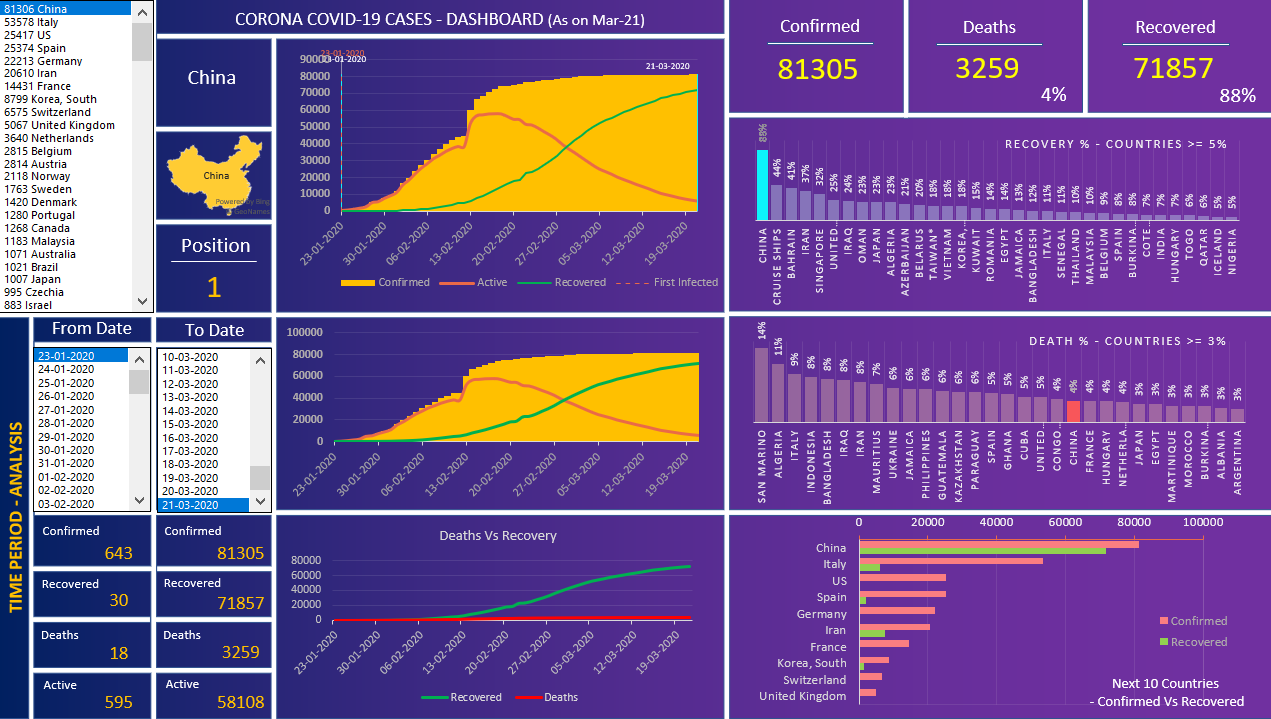 CORONA COVID-19 CASES - DASHBOARD (As on Mar-21)
81306 China
53578 Italy
25417 US
25374 Spain
22213 Germany
20610 Iran
14431 France
8799 Korea, South
6575 Switzerland
5067 United Kingdom
3640 Netherlands
2815 Belgium
2814 Austria
2118 Norway
1763 Sweden
1420 Denmark
1280 Portugal
1268 Canada
1183 Malaysia
1071 Australia
1021 Brazil
1007 Japan
995 Czechia
883 Israel
China
China
Powered by Bing
GeoNames
Position
1
23-01-2020
23-01-2020
21-03-2020
90000
80000
70000
60000
50000
40000
30000
20000
10000
0
23-01-2020
30-01-2020
06-02-2020
13-02-2020
20-02-2020
27-02-2020
05-03-2020
12-03-2020
19-03-2020
Confirmed
Active
Recovered
First Infected
Confirmed
81305
Deaths
3259
4%
Recovered
71857
88%
RECOVERY % - COUNTRIES >= 5%
88%
44%
41%
37%
32%
25%
24%
23%
23%
23%
21%
20%
18%
18%
18%
15%
14%
14%
13%
12%
11%
11%
10%
10%
9%
8%
8%
7%
7%
7%
6%
6%
5%
5%
CHINA
CRUISE SHIPS
BAHRAIN
IRAN
SINGAPORE
UNITED...
IRAQ
OMAN
JAPAN
ALGERIA
AZERBAIJAN
BELARUS
TAIWAN*
VIETNAM
KOREA,...
KUWAIT
ROMANIA
EGYPT
JAMAICA
BANGLADESH
ITALY
SENEGAL
THAILAND
MALAYSIA
BELGIUM
SPAIN
BURKINA...
COTE...
INDIA
HUNGARY
TOGO
QATAR
ICELAND
NIGERIA
TIME PERIOD - ANALYSIS
From Date
23-01-2020
24-01-2020
25-01-2020
26-01-2020
27-01-2020
28-01-2020
29-01-2020
30-01-2020
31-01-2020
01-02-2020
02-02-2020
03-02-2020
To Date
10-03-2020
11-03-2020
12-03-2020
13-03-2020
14-03-2020
15-03-2020
16-03-2020
17-03-2020
18-03-2020
19-03-2020
20-03-2020
21-03-2020
Confirmed
643
Recovered
30
Deaths
18
Active
595
Confirmed
81305
Recovered
71857
Deaths
3259
Active
58108
100000
80000
60000
40000
20000
0
23-01-2020
30-01-2020
06-02-2020
13-02-2020
20-02-2020
27-02-2020
05-03-2020
12-03-2020
19-03-2020
Deaths Vs Recovery
80000
60000
40000
20000
0
23-01-2020
30-01-2020
06-02-2020
13-02-2020
20-02-2020
27-02-2020
05-03-2020
12-03-2020
19-03-2020
Recovered
Deaths
DEATH % - COUNTRIES >= 3%
14%
11%
9%
8%
8%
8%
8%
7%
6%
6%
6%
6%
6%
6%
5%
5%
5%
5%
4%
4%
4%
4%
4%
3%
3%
3%
3%
3%
3%
3%
SAN MARINO
ALGERIA
ITALY
INDONESIA
BANGLADESH
IRAQ
IRAN
MAURITIUS
UKRAINE
JAMAICA
PHILIPPINES
GUATEMALA
KAZAKHSTAN
PARAGUAY
SPAIN
GHANA
CUBA
UNITED...
CONGO...
CHINA
FRANCE
HUNGARY
NETHERLA...
JAPAN
EGYPT
MARTINIQUE
MOROCCO
BURKINA...
ALBANIA
ARGENTINA
0
20000
40000
60000
80000
100000
China
Italy
US
Spain
Germany
Iran
France
Korea, South
Switzerland
United Kingdom
Confirmed
Recovered
Next 10 Countries
- Confirmed Vs Recovered